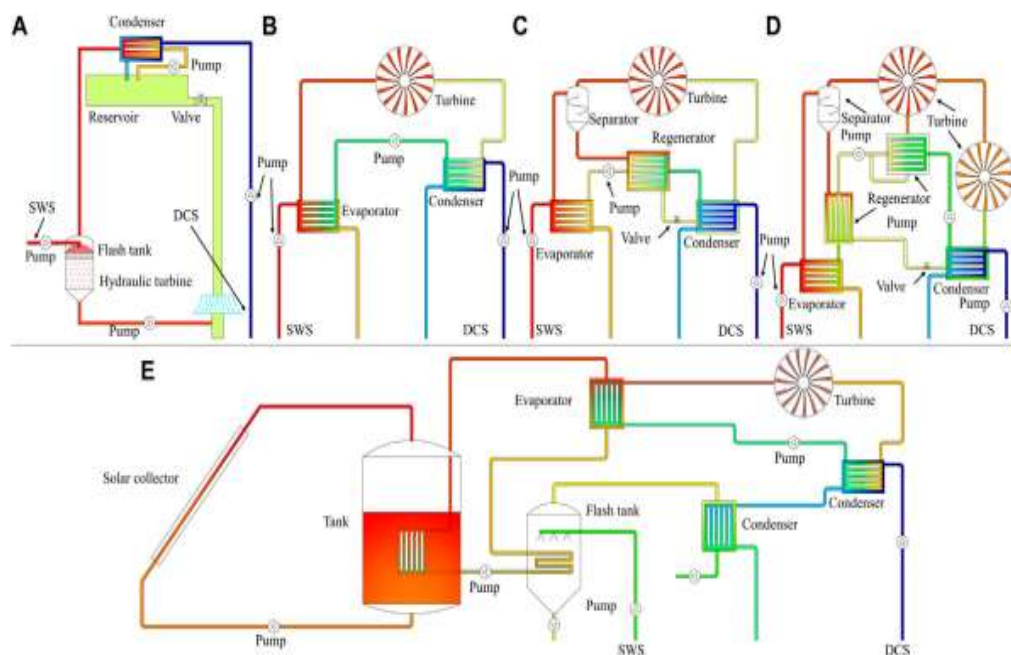 A
Condenser
Pump
Reservoir
Valve
SWS
Pump
DCS
Flash tank
Hydraulic turbine
Pump
Pump
B
Turbine
Pump
Evaporator
Condenser
SWS
DCS
Pump
C
Separator
Turbine
Regenerator
Pump
Valve
Evaporator
Condenser
SWS
DCS
Pump
D
Separator
Pump
Turbine
Regenerator
Pump
Valve
Evaporator
Condenser
Pump
SWS
DCS
E
Solar collector
Tank
Pump
Evaporator
Turbine
Pump
Condenser
Flash tank
Condenser
Pump
Pump
SWS
DCS